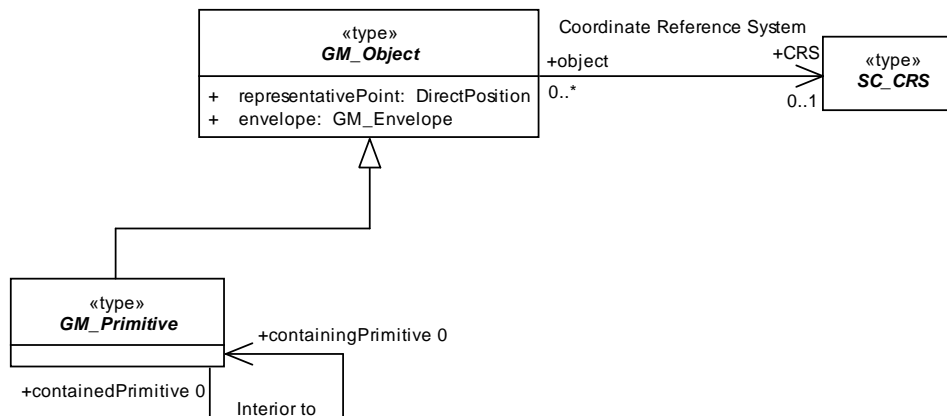 «type»
GM_Object
+ representativePoint: DirectPosition
+ envelope: GM_Envelope
Coordinate Reference System
+object
0..*
+CRS
0..1
«type»
SC_CRS
«type»
GM_Primitive
+containingPrimitive 0
+containedPrimitive 0
Interior to